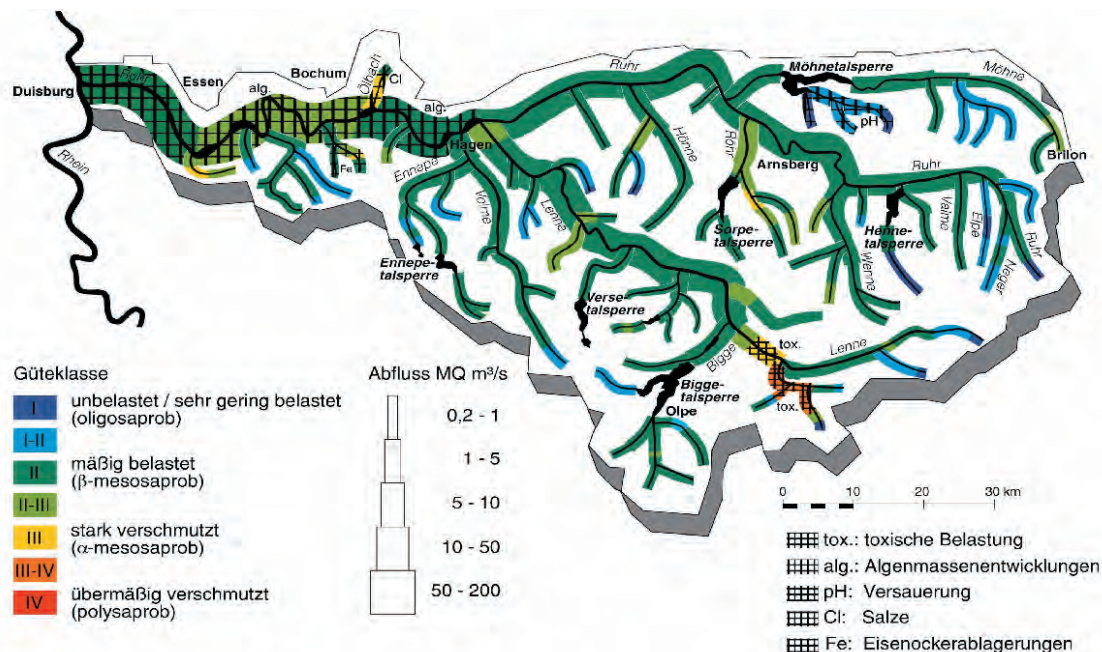 Duisburg
Ruhr
Essen
alg.
Bochum
Ölbach
Cl
alg.
Fe
Rhein
Hagen
Ennepe
Volme
Lenne
Ennepe-
talsperre
Ruhr
Hönne
Röhr
Arnsberg
Möhnetalsperre
Möhne
pH
Brilon
Ruhr
Sorpe-
talsperre
Henne-
talsperre
Valme
Elpe
Neger
Ruhr
Wenne
Verse-
talsperre
Bigge
tox.
Lenne
tox.
Bigge-
talsperre
Olpe
Güteklasse
I unbelastet / sehr gering belastet
(oligosaprob)
I-II
II mäßig belastet
(β-mesosaprob)
II-III
III stark verschmutzt
(α-mesosaprob)
III-IV
IV übermäßig verschmutzt
(polysaprob)
Abfluss MQ m³/s
0,2 - 1
1 - 5
5 - 10
10 - 50
50 - 200
0 10 20 30 km
tox.: toxische Belastung
alg.: Algenmassenentwicklungen
pH: Versauerung
Cl: Salze
Fe: Eisenockerablagerungen